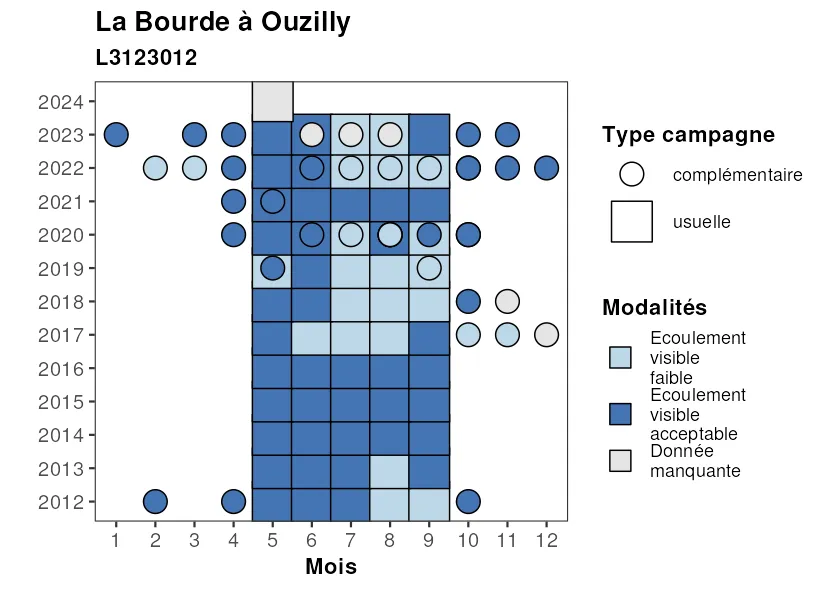 La Bourde à Ouzilly
L3123012
2024
2023
2022
2021
2020
2019
2018
2017
2016
2015
2014
2013
2012
1 2 3 4 5 6 7 8 9 10 11 12
Mois
Type campagne
complémentaire
usuelle
Modalités
Ecoulement
visible
faible
Ecoulement
visible
acceptable
Donnée
manquante